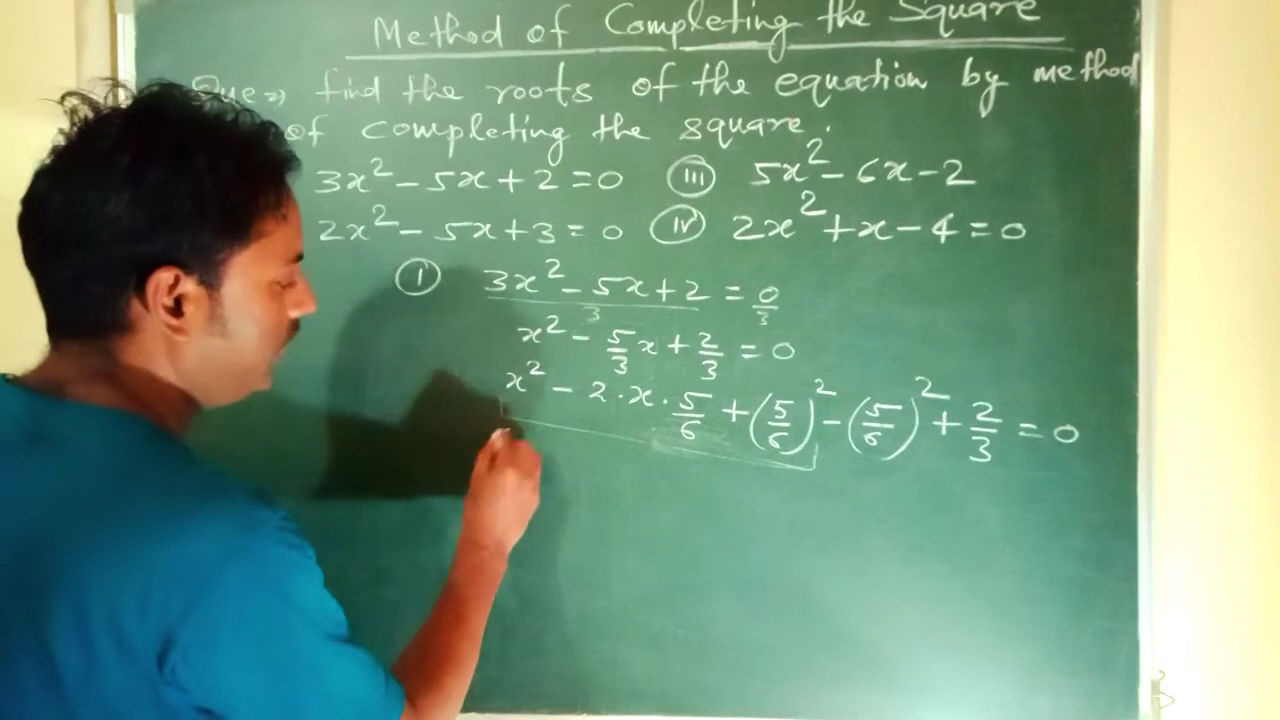 Method of Completing the Square
Que ⇒ find the roots of the equation by method
of completing the square.
3x² - 5x + 2 = 0 (iii) 5x² - 6x - 2
2x² - 5x + 3 = 0 (iv) 2x² + x - 4 = 0
(i) 3x² - 5x + 2 = 0/3
3
x² - 5/3 x + 2/3 = 0
x² - 2·x·5/6 + (5/6)² - (5/6)² + 2/3 = 0